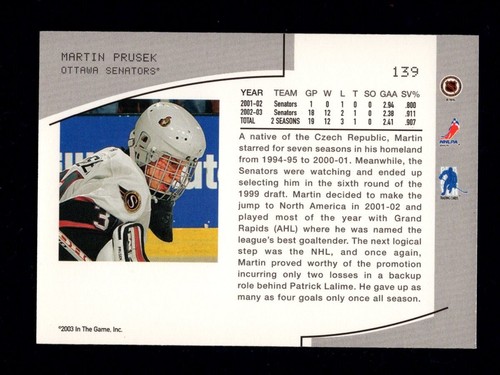 MARTIN PRUSEK
OTTAWA SENATORS®
139
YEAR TEAM GP W L T SO GAA SV%
2001-02 Senators 1 0 1 0 0 2.94 .800
2002-03 Senators 18 12 2 1 0 2.38 .911
TOTAL 2 SEASONS 19 12 3 1 0 2.41 .907
A native of the Czech Republic, Martin
starred for seven seasons in his homeland
from 1994-95 to 2000-01. Meanwhile, the
Senators were watching and ended up
selecting him in the sixth round of the
1999 draft. Martin decided to make the
jump to North America in 2001-02 and
played most of the year with Grand
Rapids (AHL) where he was named the
league's best goaltender. The next logical
step was the NHL, and once again,
Martin proved worthy of the promotion
incurring only two losses in a backup
role behind Patrick Lalime. He gave up as
many as four goals only once all season.
NHLPA
3
©2003 In The Game, Inc.